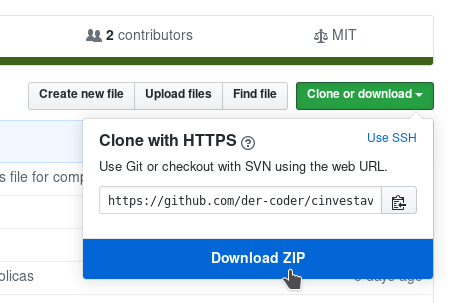 2 contributors
MIT
Create new file
Upload files
Find file
Clone or download
Clone with HTTPS ?
Use SSH
Use Git or checkout with SVN using the web URL.
s file for
https://github.com/der-coder/cinvestav
Download ZIP
days ago